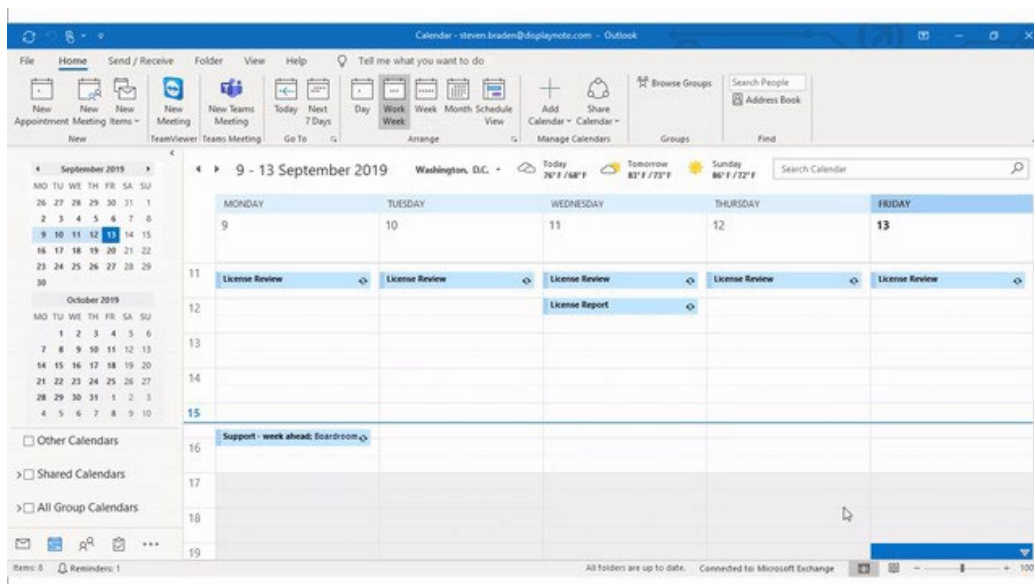 Calendar - steven.braden@displaynote.com - Outlook
File Home Send / Receive Folder View Help Tell me what you want to do
New Appointment
New Meeting
New Items
New Meeting
New Teams Meeting
Today
Next 7 Days
Day
Work Week
Week
Month
Schedule View
Add Calendar
Share Calendar
Browse Groups
Search People
Address Book
New TeamViewer Teams Meeting Go To Arrange Manage Calendars Groups Find
September 2019
MO TU WE TH FR SA SU
26 27 28 29 30 31 1
2 3 4 5 6 7 8
9 10 11 12 13 14 15
16 17 18 19 20 21 22
23 24 25 26 27 28 29
30
October 2019
MO TU WE TH FR SA SU
1 2 3 4 5 6
7 8 9 10 11 12 13
14 15 16 17 18 19 20
21 22 23 24 25 26 27
28 29 30 31 1 2 3
4 5 6 7 8 9 10
Other Calendars
Shared Calendars
All Group Calendars
9 - 13 September 2019
Washington, D.C.
Today
76°F / 68°F
Tomorrow
83°F / 73°F
Sunday
86°F / 72°F
Search Calendar
MONDAY TUESDAY WEDNESDAY THURSDAY FRIDAY
9 10 11 12 13
11 License Review License Review License Review License Review License Review
12 License Report
13
14
15
Support - week ahead; Boardroom
16
17
18
19
Items: 8 Reminders: 1 All folders are up to date. Connected to: Microsoft Exchange